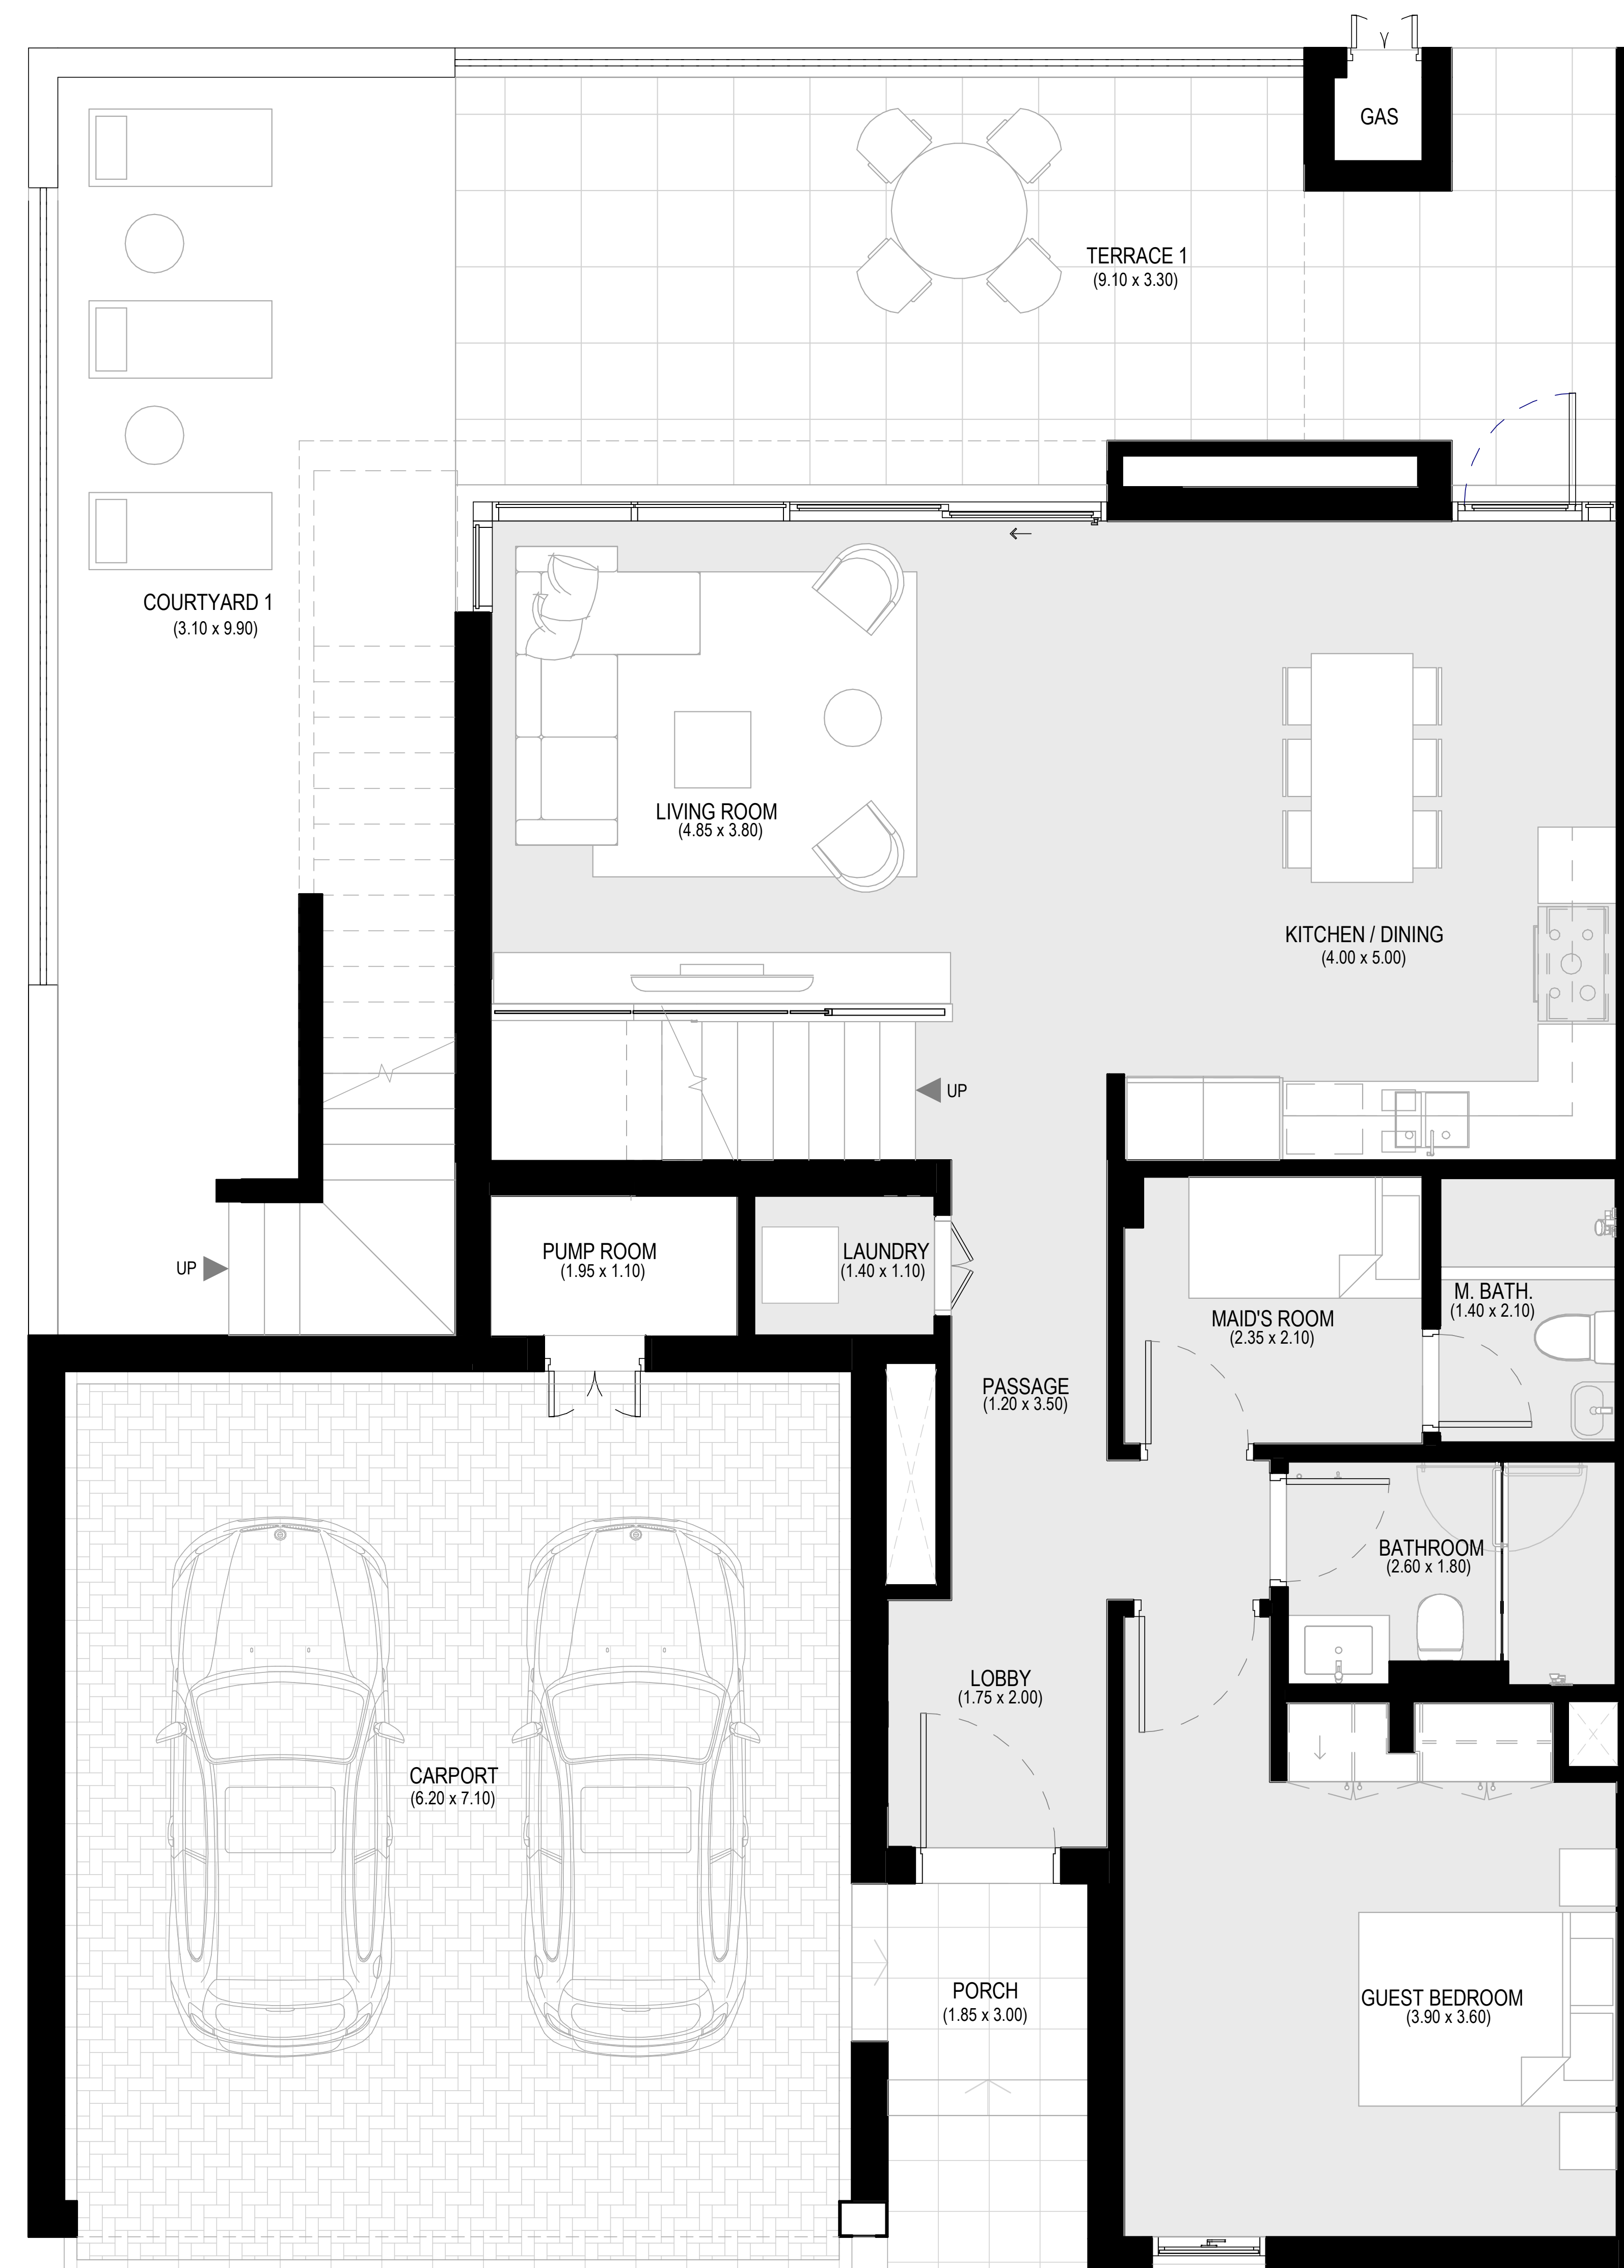 GAS
TERRACE 1
(9.10 x 3.30)
COURTYARD 1
(3.10 x 9.90)
LIVING ROOM
(4.85 x 3.80)
KITCHEN / DINING
(4.00 x 5.00)
UP
UP
PUMP ROOM
(1.95 x 1.10)
LAUNDRY
(1.40 x 1.10)
MAID'S ROOM
(2.35 x 2.10)
M. BATH.
(1.40 x 2.10)
PASSAGE
(1.20 x 3.50)
BATHROOM
(2.60 x 1.80)
LOBBY
(1.75 x 2.00)
CARPORT
(6.20 x 7.10)
PORCH
(1.85 x 3.00)
GUEST BEDROOM
(3.90 x 3.60)